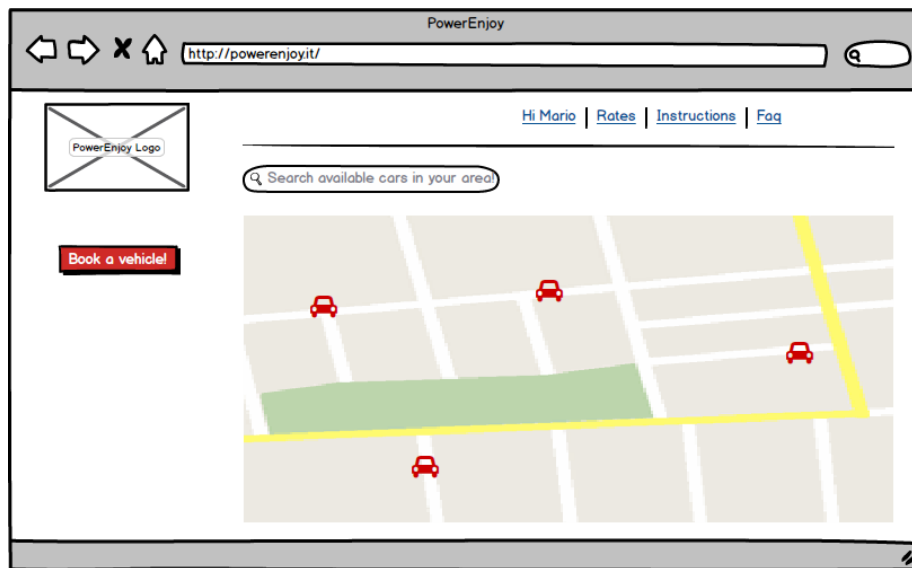 PowerEnjoy
http://powerenjoy.it/
PowerEnjoy Logo
Hi Mario | Rates | Instructions | Faq
Search available cars in your area!
Book a vehicle!